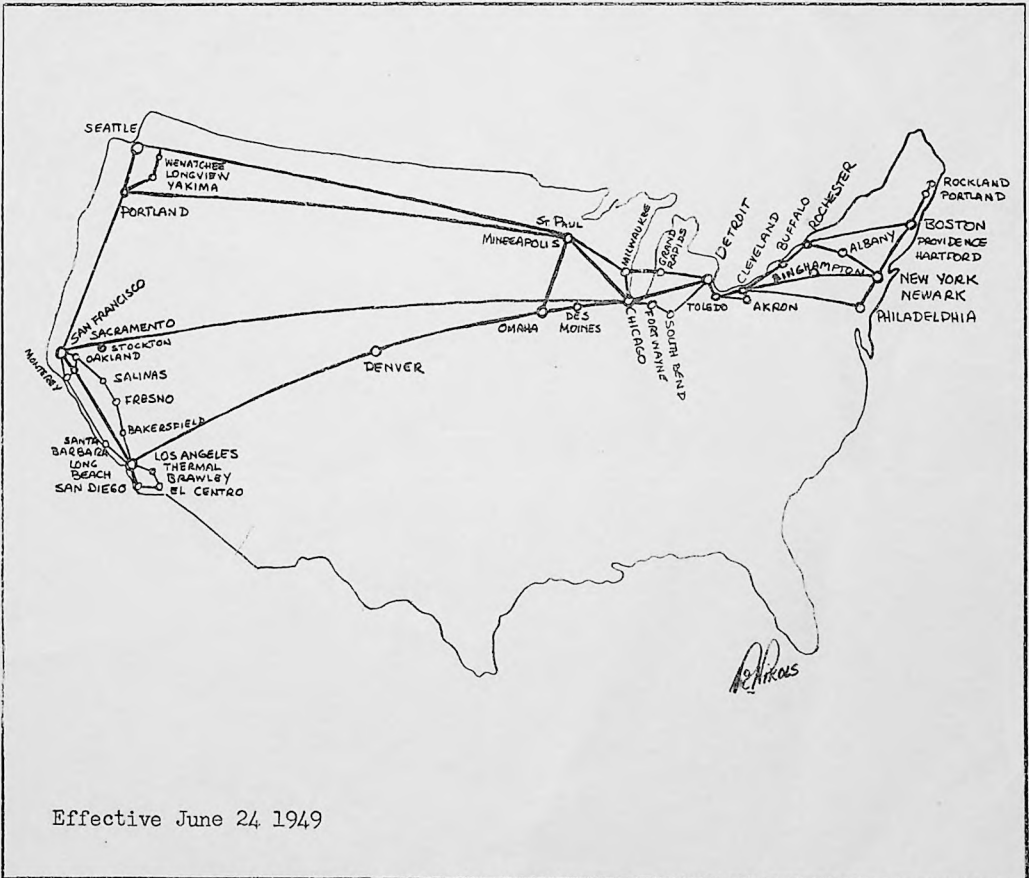 SEATTLE
WENATCHEE
LONGVIEW
YAKIMA
PORTLAND
ST PAUL
MINEEAPOLIS
MILWAUKEE
GRAND
RAPIDS
DETROIT
CLEVELAND
BUFFALO
ROCHESTER
ROCKLAND
PORTLAND
BOSTON
PROVIDENCE
HARTFORD
ALBANY
BINGHAMPTON
NEW YORK
NEWARK
PHILADELPHIA
TOLEDO
AKRON
SAN FRANCISCO
SACRAMENTO
STOCKTON
OAKLAND
MONTEREY
SALINAS
FRESNO
BAKERSFIELD
OMAHA
DES
MOINES
CHICAGO
FORT WAYNE
SOUTH BEND
DENVER
SANTA
BARBARA
LONG
BEACH
SAN DIEGO
LOS ANGELES
THERMAL
BRAWLEY
EL CENTRO
Effective June 24 1949